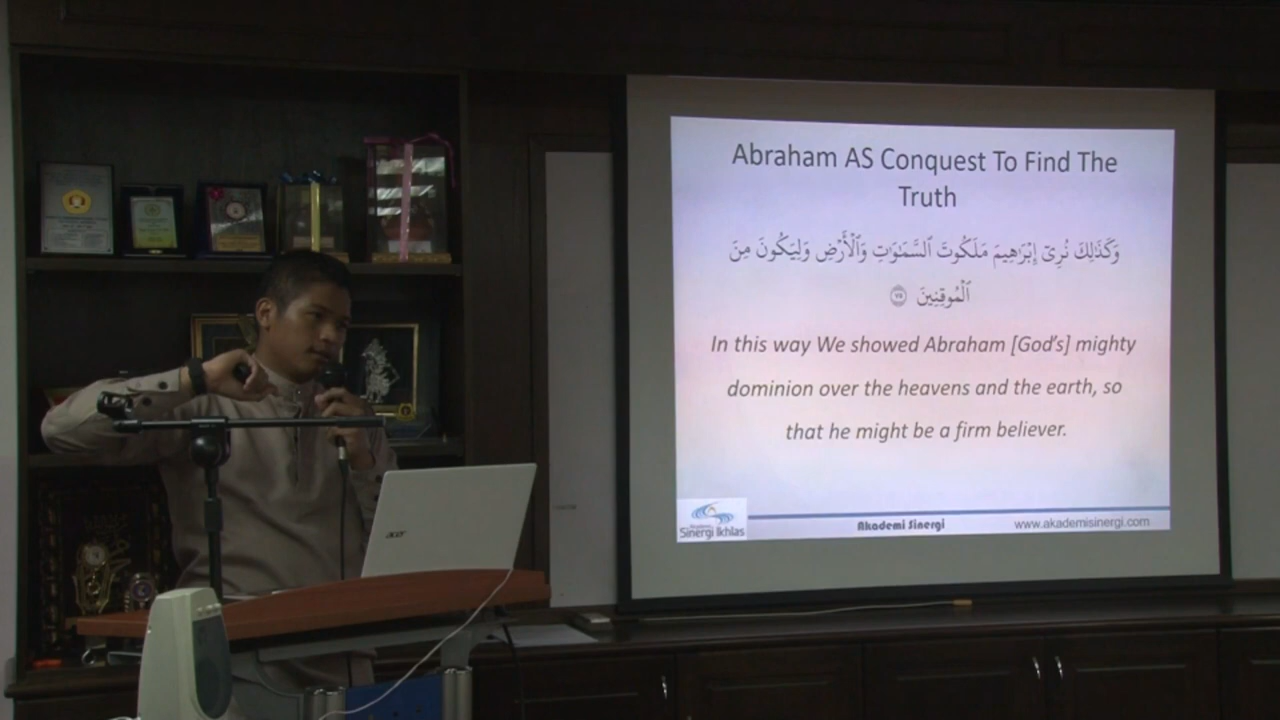 Abraham AS Conquest To Find The
Truth
وَكَذَٰلِكَ نُرِىٓ إِبْرَٰهِيمَ مَلَكُوتَ ٱلسَّمَٰوَٰتِ وَٱلْأَرْضِ وَلِيَكُونَ مِنَ
ٱلْمُوقِنِينَ ٧٥
In this way We showed Abraham [God's] mighty
dominion over the heavens and the earth, so
that he might be a firm believer.
Akademi
Sinergi Ikhlas
Akademi Sinergi
www.akademisinergi.com
acer